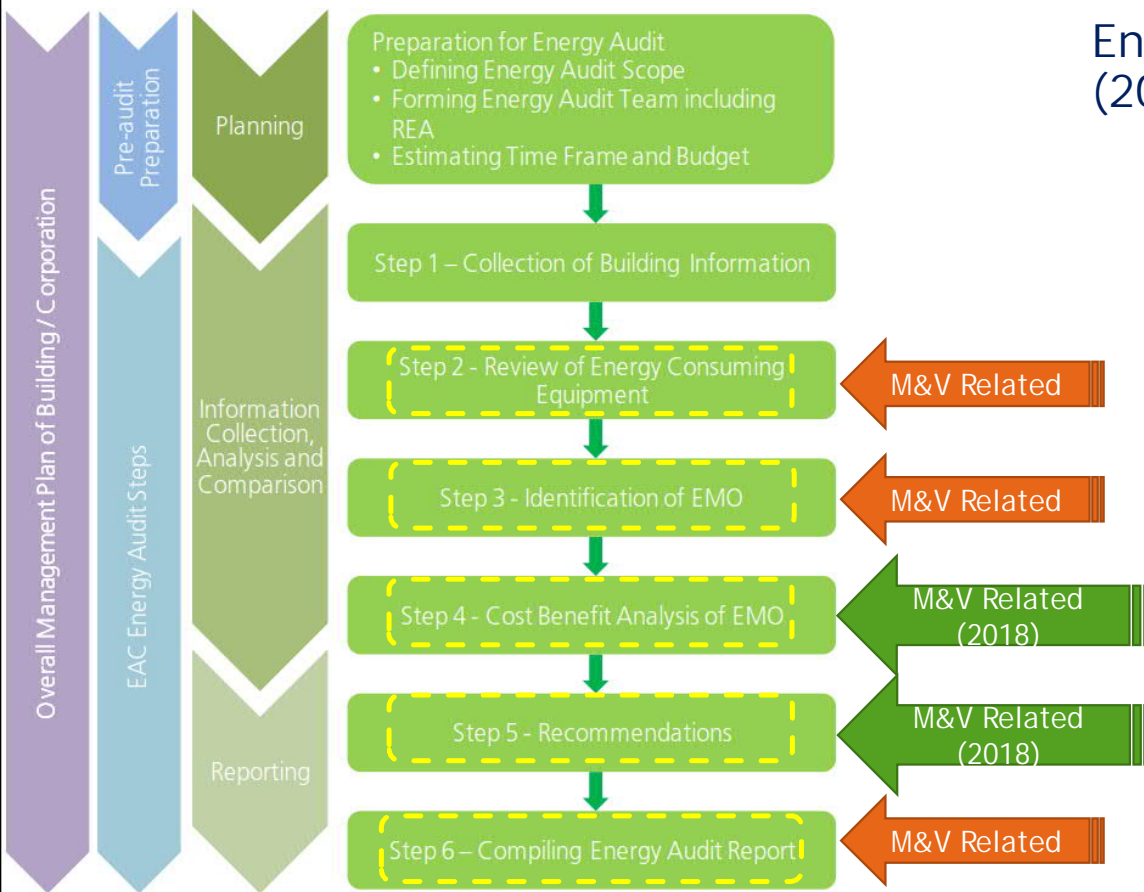 En
(20
Overall Management Plan of Building / Corporation
Pre-audit
Preparation
EAC Energy Audit Steps
Planning
Information
Collection,
Analysis and
Comparison
Reporting
Preparation for Energy Audit
• Defining Energy Audit Scope
• Forming Energy Audit Team including
REA
• Estimating Time Frame and Budget
Step 1 – Collection of Building Information
Step 2 - Review of Energy Consuming
Equipment
M&V Related
Step 3 - Identification of EMO
M&V Related
Step 4 - Cost Benefit Analysis of EMO
M&V Related
(2018)
Step 5 - Recommendations
M&V Related
(2018)
Step 6 – Compiling Energy Audit Report
M&V Related